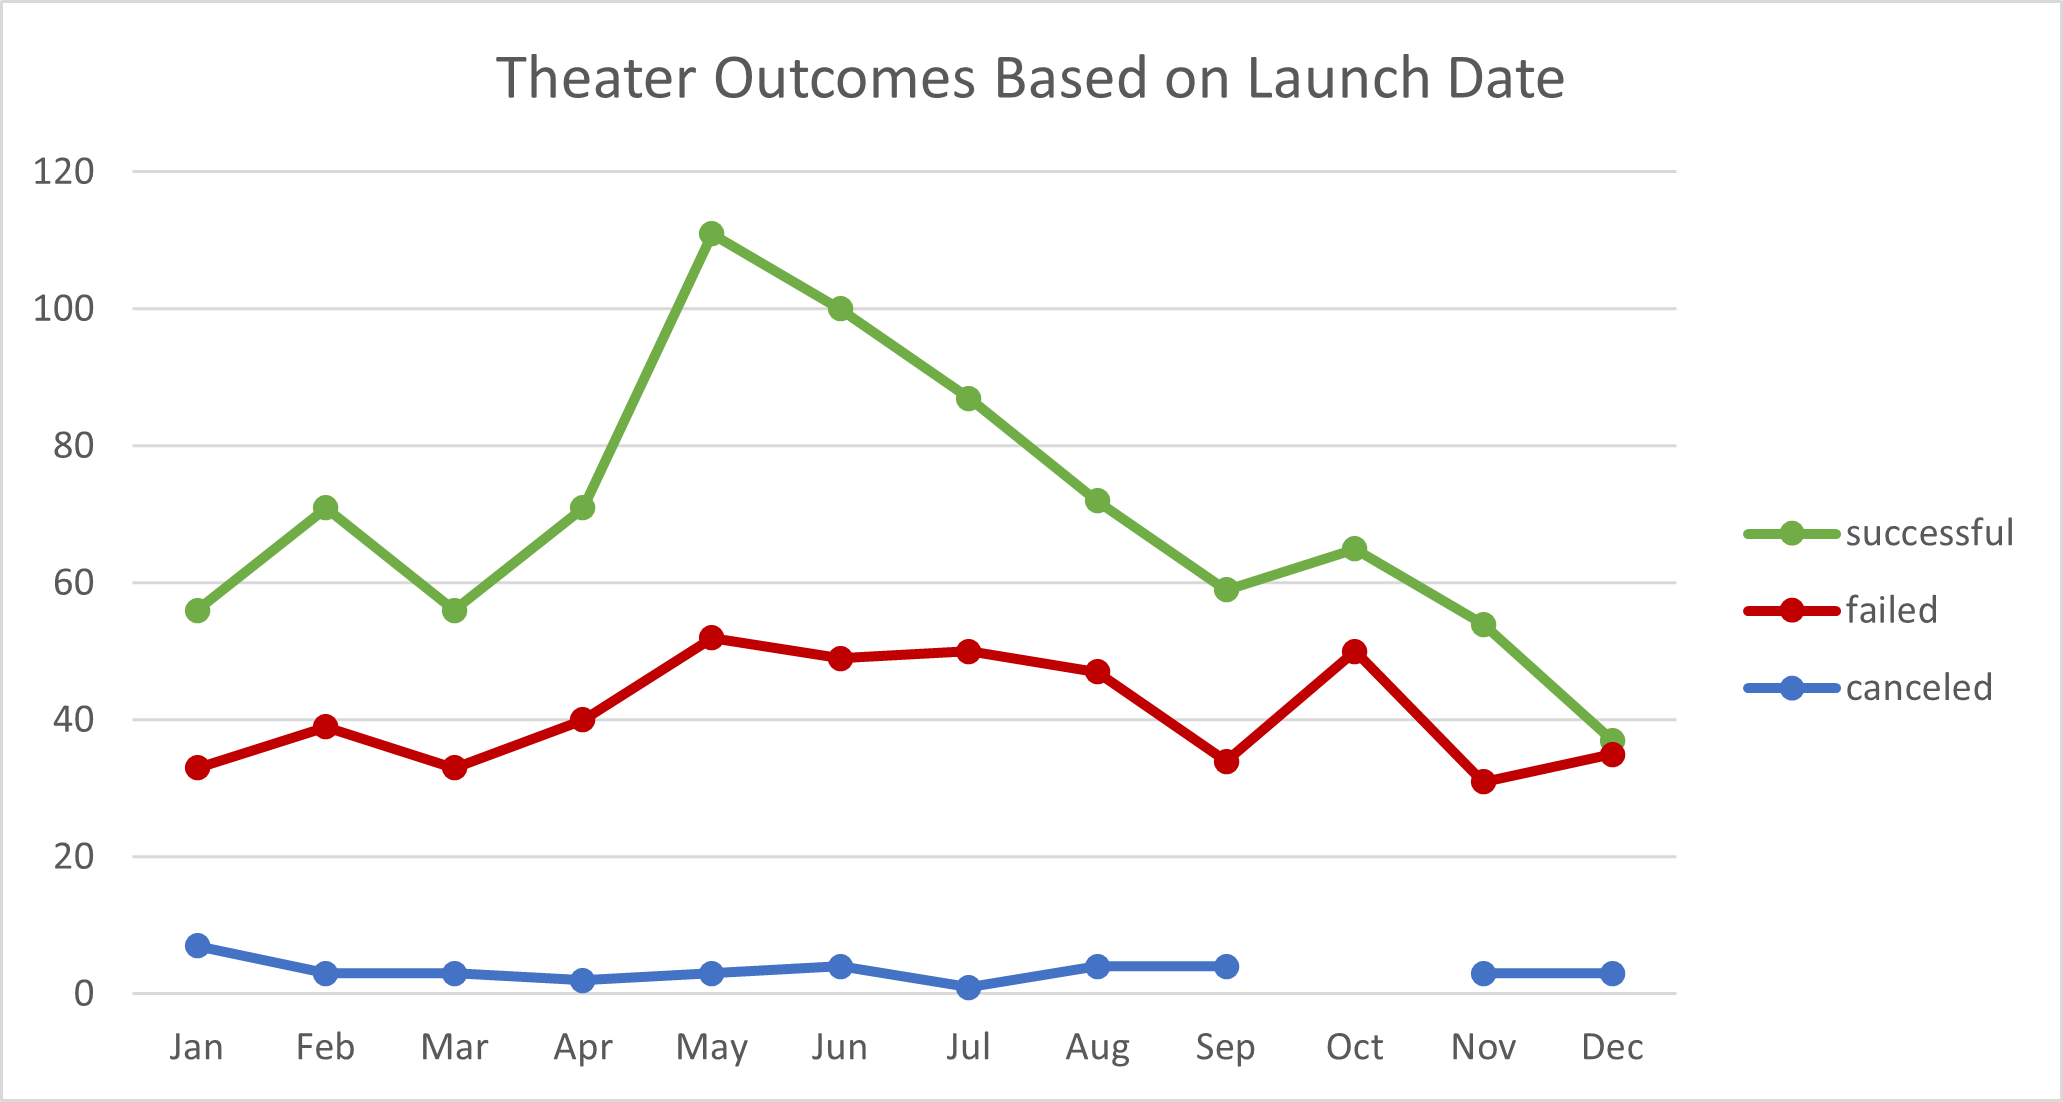 Theater Outcomes Based on Launch Date
120
100
80
60
40
20
0
Jan Feb Mar Apr May Jun Jul Aug Sep Oct Nov Dec
successful
failed
canceled